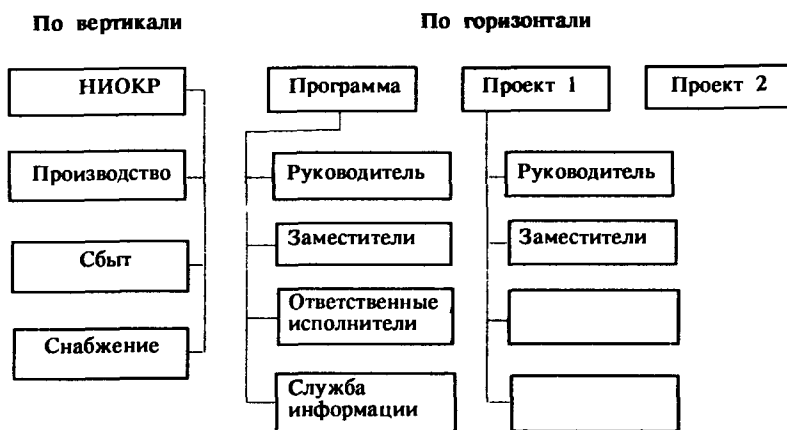 По вертикали
По горизонтали
НИОКР
Производство
Сбыт
Снабжение
Программа
Руководитель
Заместители
Ответственные
исполнители
Служба
информации
Проект 1
Руководитель
Заместители
Проект 2